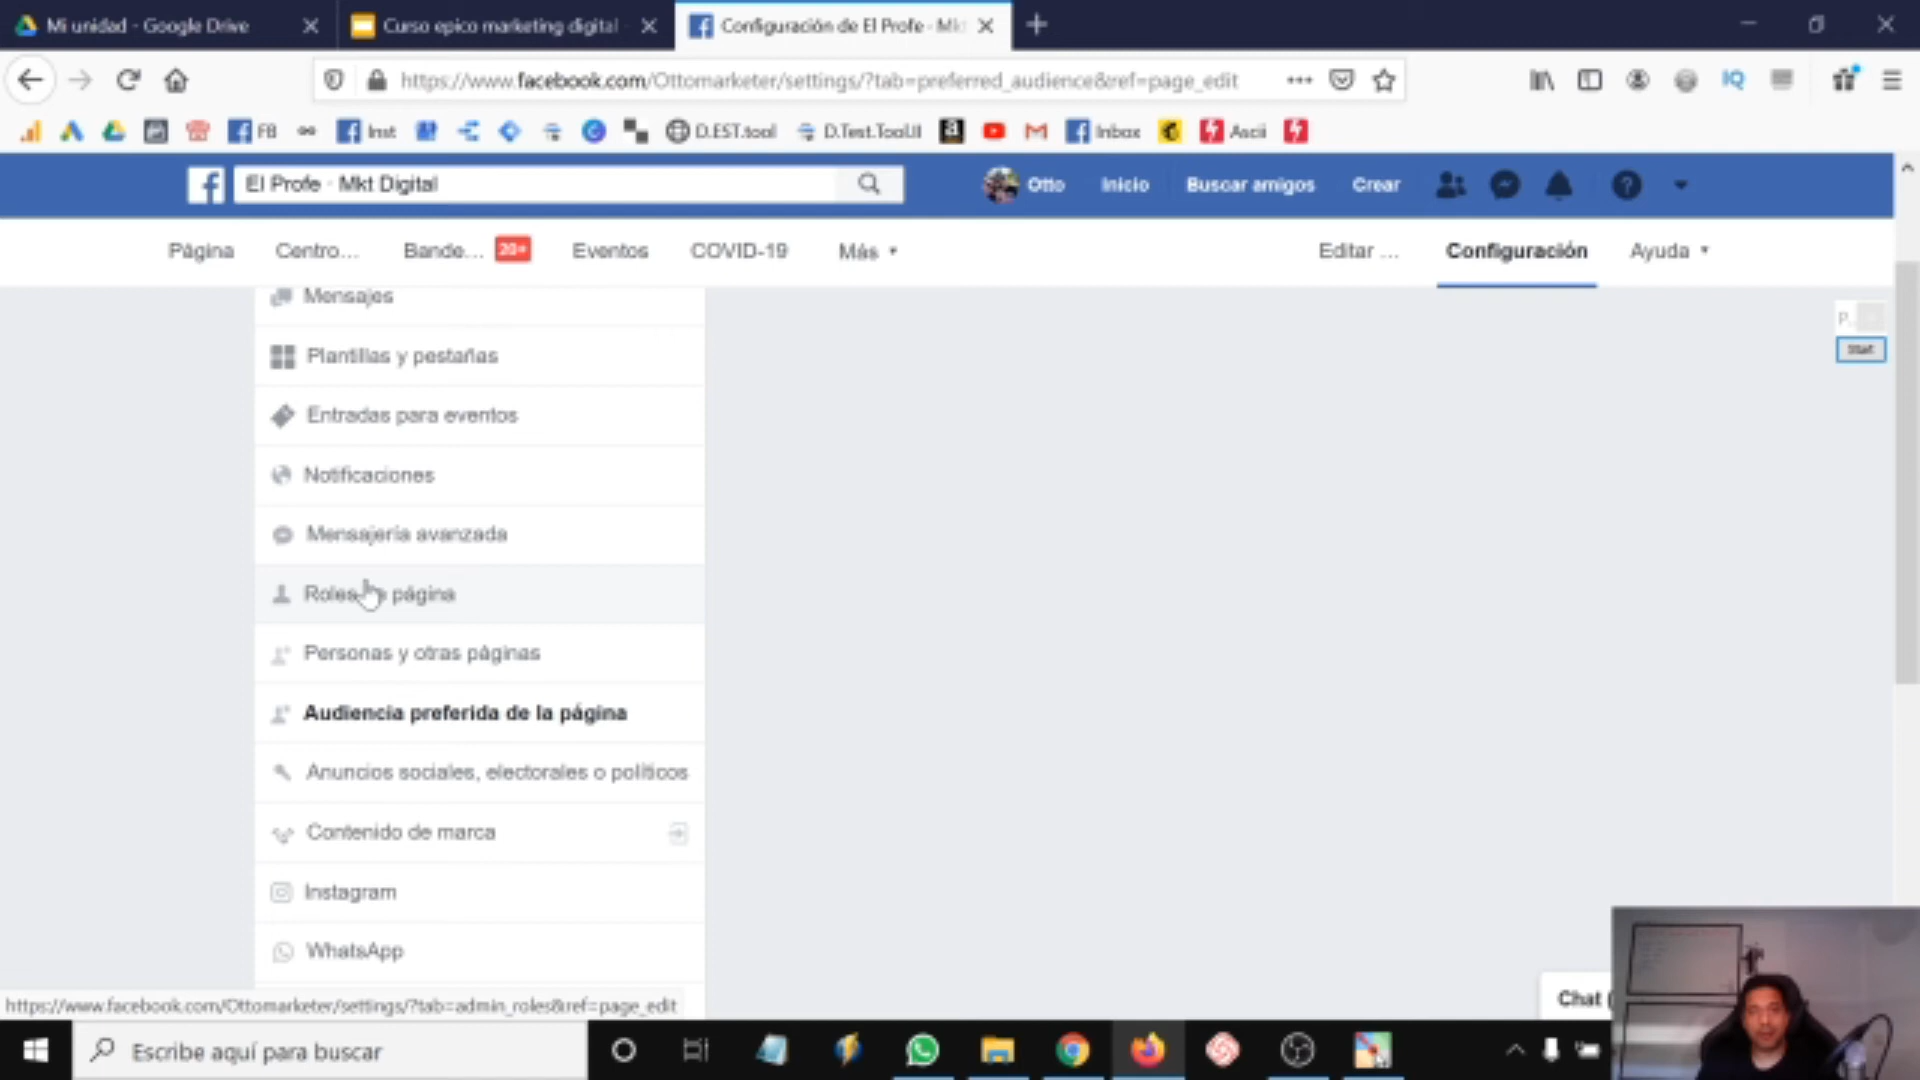 Mi unidad - Google Drive
Curso epico marketing digital
Configuración de El Profe - Mk
https://www.facebook.com/Ottomarketer/settings/?tab=preferred_audience&ref=page_edit
IQ
FB
Inst
D.EST.tool
D.Test.ToolUI
Inbox
Ascii
El Profe - Mkt Digital
Otto
Inicio
Buscar amigos
Crear
Página
Centro...
Bande... 20+
Eventos
COVID-19
Más
Editar ...
Configuración
Ayuda
Mensajes
Plantillas y pestañas
Entradas para eventos
Notificaciones
Mensajería avanzada
Roles página
Personas y otras páginas
Audiencia preferida de la página
Anuncios sociales, electorales o políticos
Contenido de marca
Instagram
WhatsApp
P..
Start
Chat (
https://www.facebook.com/Ottomarketer/settings/?tab=admin_roles&ref=page_edit
Escribe aquí para buscar